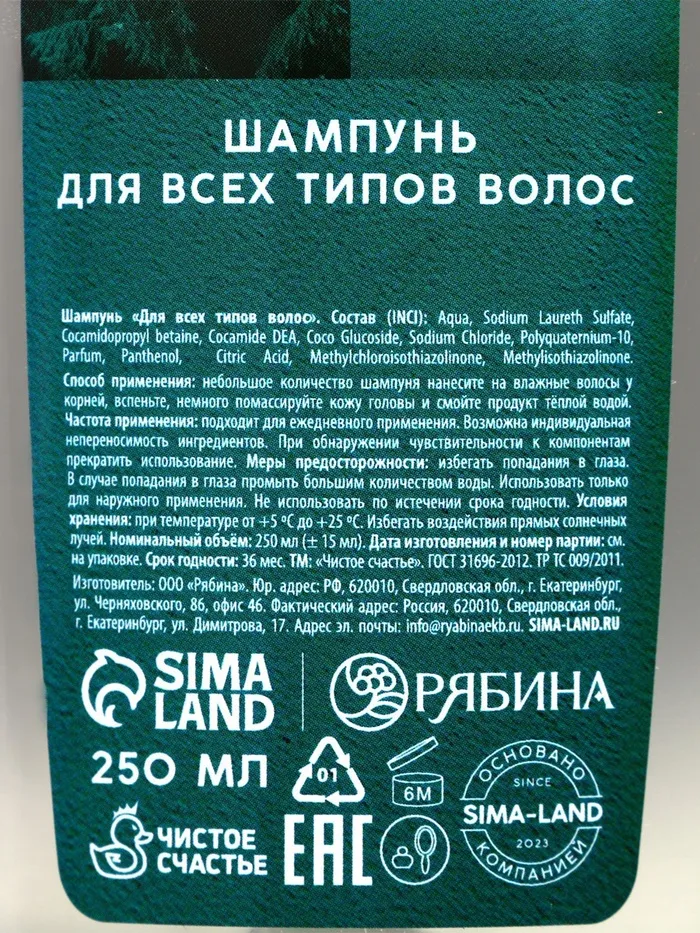 ШАМПУНЬ
ДЛЯ ВСЕХ ТИПОВ ВОЛОС
Шампунь «Для всех типов волос». Состав (INCI): Aqua, Sodium Laureth Sulfate,
Cocamidopropyl betaine, Cocamide DEA, Coco Glucoside, Sodium Chloride, Polyquaternium-10,
Parfum, Panthenol, Citric Acid, Methylchloroisothiazolinone, Methylisothiazolinone.
Способ применения: небольшое количество шампуня нанесите на влажные волосы у
корней, вспеньте, немного помассируйте кожу головы и смойте продукт тёплой водой.
Частота применения: подходит для ежедневного применения. Возможна индивидуальная
непереносимость ингредиентов. При обнаружении чувствительности к компонентам
прекратить использование. Меры предосторожности: избегать попадания в глаза.
В случае попадания в глаза промыть большим количеством воды. Использовать только
для наружного применения. Не использовать по истечении срока годности. Условия
хранения: при температуре от +5 °C до +25 °C. Избегать воздействия прямых солнечных
лучей. Номинальный объём: 250 мл (± 15 мл). Дата изготовления и номер партии: см.
на упаковке. Срок годности: 36 мес. ТМ: «Чистое счастье». ГОСТ 31696-2012. ТР ТС 009/2011.
Изготовитель: ООО «Рябина». Юр. адрес: РФ, 620010, Свердловская обл., г. Екатеринбург,
ул. Черняховского, 86, офис 46. Фактический адрес: Россия, 620010, Свердловская обл.,
г. Екатеринбург, ул. Димитрова, 17. Адрес эл. почты: info@ryabinaekb.ru. SIMA-LAND.RU
SIMA
LAND
РЯБИНА
250 МЛ
01
6M
ОСНОВАНО
SINCE
SIMA-LAND
2023
КОМПАНИЕЙ
ЧИСТОЕ
СЧАСТЬЕ
EAC